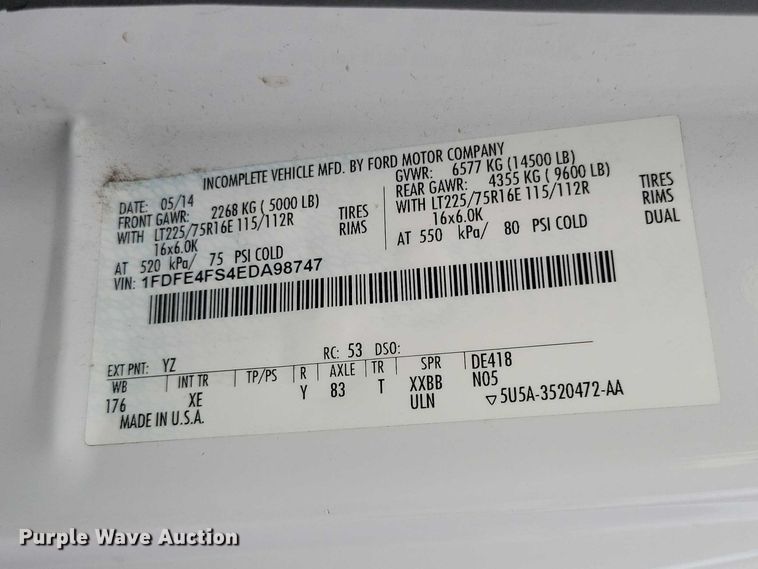 INCOMPLETE VEHICLE MFD. BY FORD MOTOR COMPANY
DATE: 05/14
FRONT GAWR: 2268 KG ( 5000 LB)
WITH LT225/75R16E 115/112R TIRES
16x6.0K RIMS
AT 520 kPa/ 75 PSI COLD
GVWR: 6577 KG (14500 LB)
REAR GAWR: 4355 KG ( 9600 LB)
WITH LT225/75R16E 115/112R TIRES
16x6.0K RIMS
AT 550 kPa/ 80 PSI COLD DUAL
VIN: 1FDFE4FS4EDA98747
EXT PNT: YZ RC: 53 DSO:
WB INT TR TP/PS R AXLE TR SPR DE418
176 XE Y 83 T XXBB N05
ULN ▽5U5A-3520472-AA
MADE IN U.S.A.
Purple Wave Auction